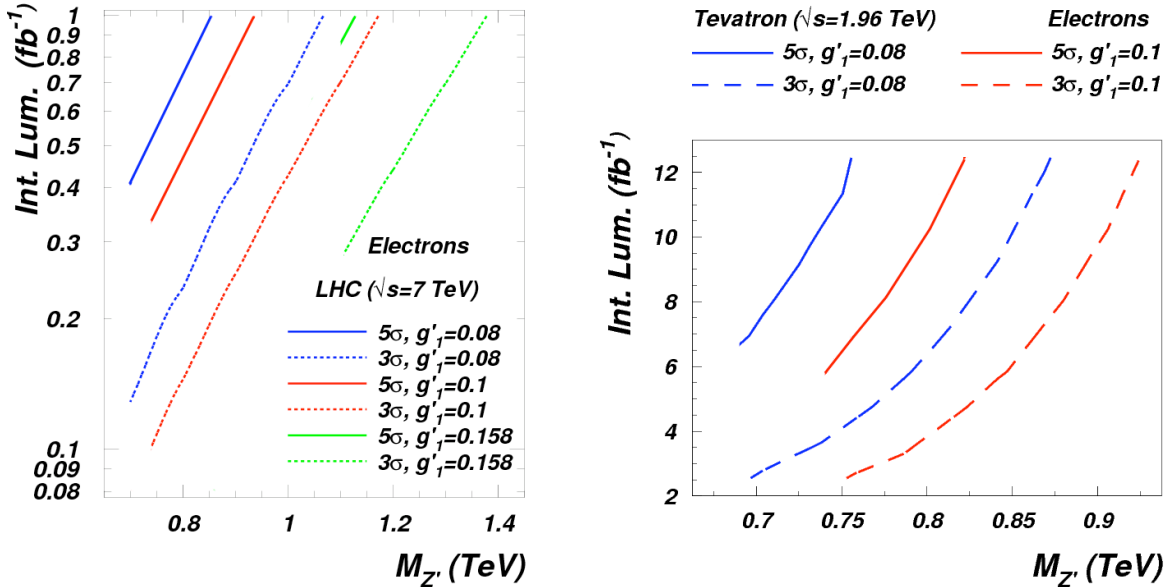 1
0.9
0.8
0.7
0.6
0.5
0.4
0.3
0.2
0.1
0.09
0.08
Int. Lum. (fb⁻¹)
Electrons
LHC (√s=7 TeV)
5σ, g'₁=0.08
3σ, g'₁=0.08
5σ, g'₁=0.1
3σ, g'₁=0.1
5σ, g'₁=0.158
3σ, g'₁=0.158
0.8 1 1.2 1.4
M_Z' (TeV)
Tevatron (√s=1.96 TeV) Electrons
5σ, g'₁=0.08 5σ, g'₁=0.1
3σ, g'₁=0.08 3σ, g'₁=0.1
Int. Lum. (fb⁻¹)
12
10
8
6
4
2
0.7 0.75 0.8 0.85 0.9
M_Z' (TeV)